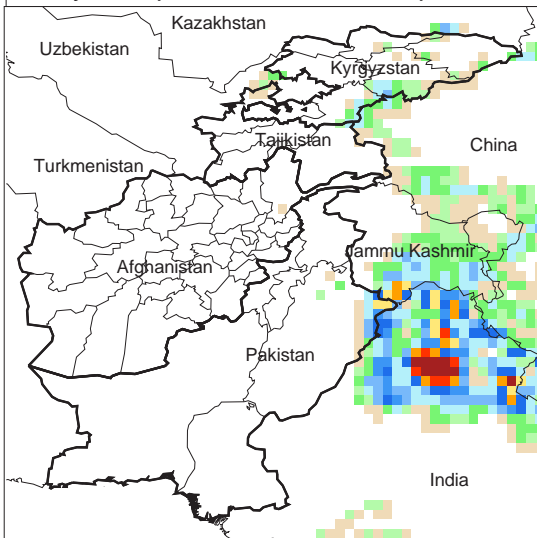 Kazakhstan
Uzbekistan
Kyrgyzstan
Tajikistan
China
Turkmenistan
Jammu Kashmir
Afghanistan
Pakistan
India